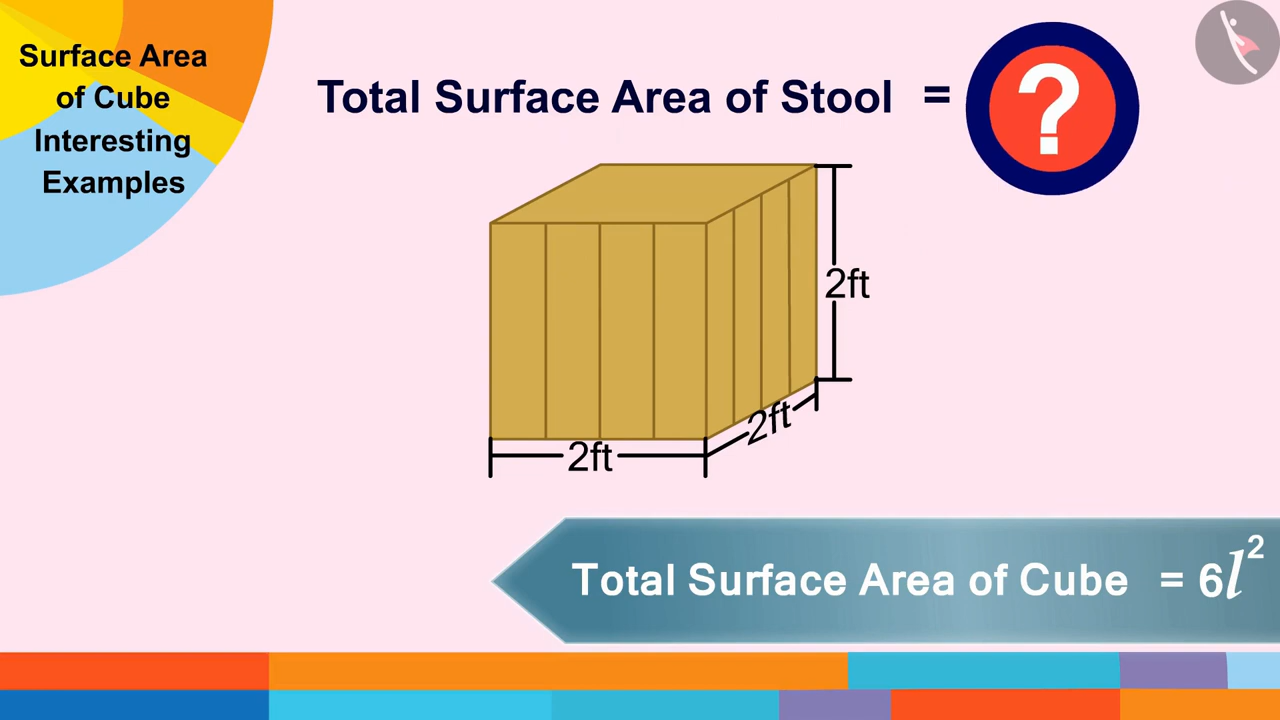 Surface Area
of Cube
Interesting
Examples
Total Surface Area of Stool = ?
2ft
2ft
2ft
Total Surface Area of Cube = 6l²